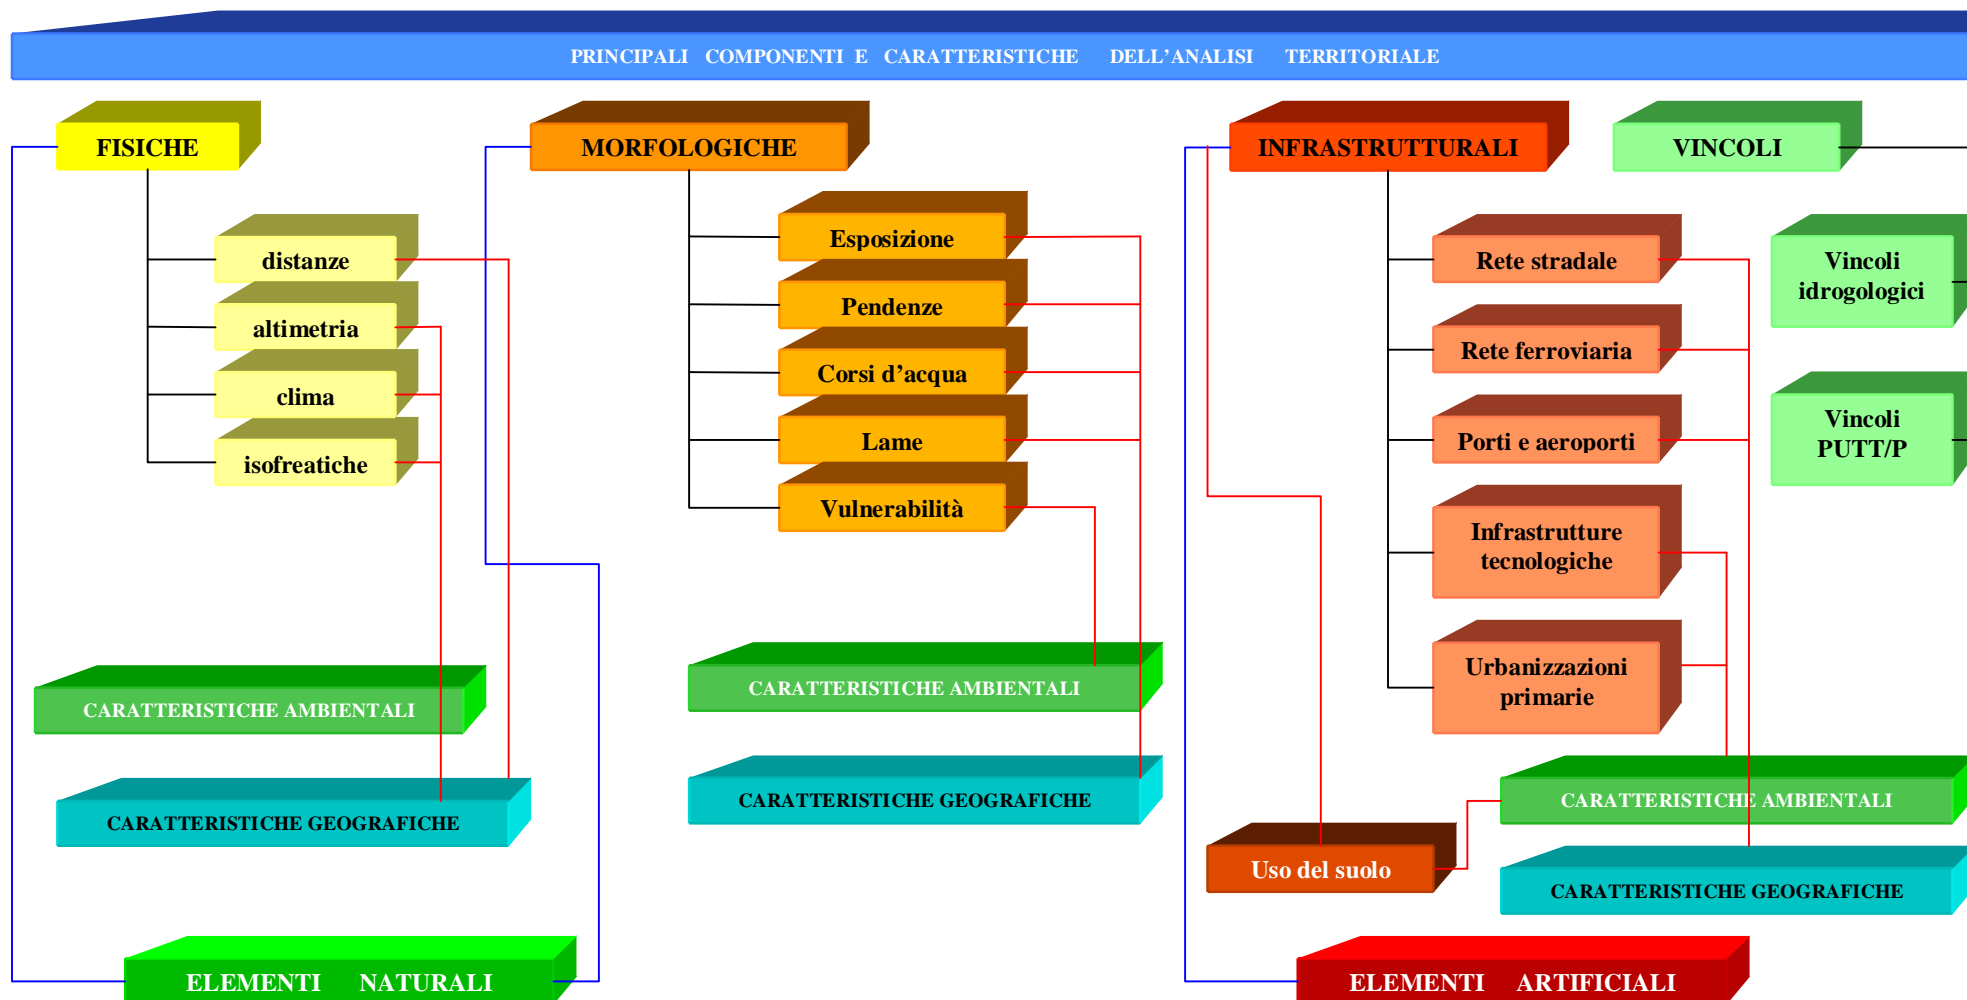 PRINCIPALI COMPONENTI E CARATTERISTICHE DELL’ANALISI TERRITORIALE
FISICHE
distanze
altimetria
clima
isofreatiche
CARATTERISTICHE AMBIENTALI
CARATTERISTICHE GEOGRAFICHE
MORFOLOGICHE
Esposizione
Pendenze
Corsi d’acqua
Lame
Vulnerabilità
CARATTERISTICHE AMBIENTALI
CARATTERISTICHE GEOGRAFICHE
ELEMENTI NATURALI
INFRASTRUTTURALI
Rete stradale
Rete ferroviaria
Porti e aeroporti
Infrastrutture
tecnologiche
Urbanizzazioni
primarie
CARATTERISTICHE AMBIENTALI
Uso del suolo
CARATTERISTICHE GEOGRAFICHE
ELEMENTI ARTIFICIALI
VINCOLI
Vincoli
idrogologici
Vincoli
PUTT/P